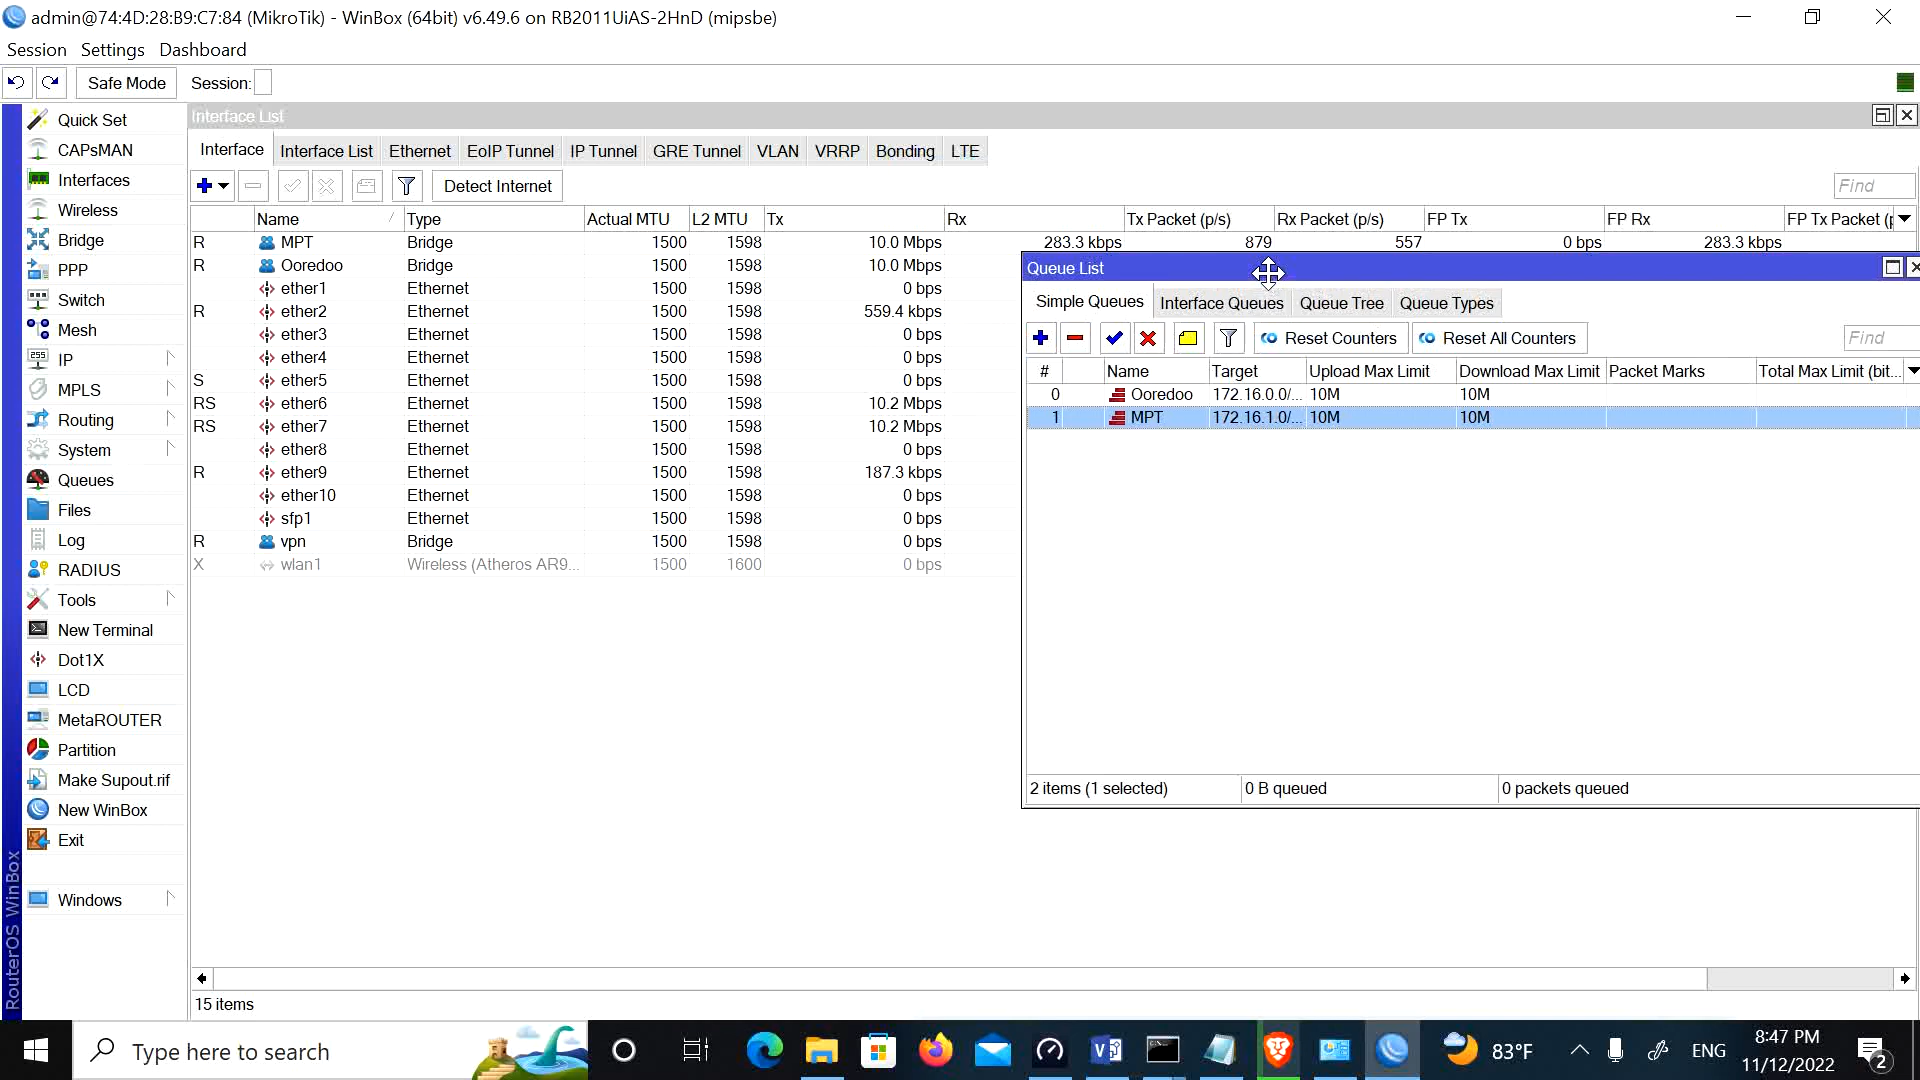 admin@74:4D:28:B9:C7:84 (MikroTik) - WinBox (64bit) v6.49.6 on RB2011UiAS-2HnD (mipsbe)
Session Settings Dashboard
Safe Mode Session:
Quick Set
CAPsMAN
Interfaces
Wireless
Bridge
PPP
Switch
Mesh
IP
MPLS
Routing
System
Queues
Files
Log
RADIUS
Tools
New Terminal
Dot1X
LCD
MetaROUTER
Partition
Make Supout.rif
New WinBox
Exit
Windows
RouterOS WinBox
Interface List
Interface Interface List Ethernet EoIP Tunnel IP Tunnel GRE Tunnel VLAN VRRP Bonding LTE
Detect Internet Find
Name Type Actual MTU L2 MTU Tx Rx Tx Packet (p/s) Rx Packet (p/s) FP Tx FP Rx FP Tx Packet (p
R MPT Bridge 1500 1598 10.0 Mbps 283.3 kbps 879 557 0 bps 283.3 kbps
R Ooredoo Bridge 1500 1598 10.0 Mbps
ether1 Ethernet 1500 1598 0 bps
R ether2 Ethernet 1500 1598 559.4 kbps
ether3 Ethernet 1500 1598 0 bps
ether4 Ethernet 1500 1598 0 bps
S ether5 Ethernet 1500 1598 0 bps
RS ether6 Ethernet 1500 1598 10.2 Mbps
RS ether7 Ethernet 1500 1598 10.2 Mbps
ether8 Ethernet 1500 1598 0 bps
R ether9 Ethernet 1500 1598 187.3 kbps
ether10 Ethernet 1500 1598 0 bps
sfp1 Ethernet 1500 1598 0 bps
R vpn Bridge 1500 1598 0 bps
X wlan1 Wireless (Atheros AR9... 1500 1600 0 bps
15 items
Queue List
Simple Queues Interface Queues Queue Tree Queue Types
Reset Counters Reset All Counters Find
# Name Target Upload Max Limit Download Max Limit Packet Marks Total Max Limit (bit...
0 Ooredoo 172.16.0.0/... 10M 10M
1 MPT 172.16.1.0/... 10M 10M
2 items (1 selected) 0 B queued 0 packets queued
Type here to search
83°F
ENG
8:47 PM
11/12/2022
2